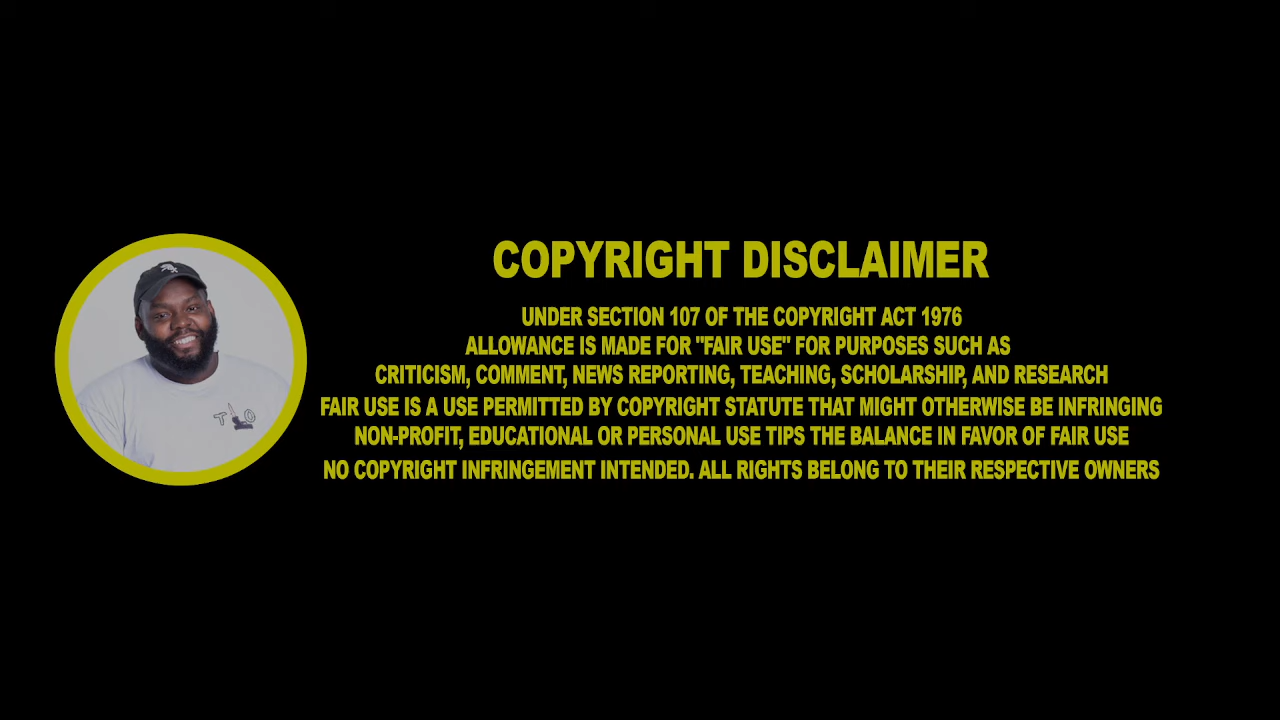 COPYRIGHT DISCLAIMER
UNDER SECTION 107 OF THE COPYRIGHT ACT 1976
ALLOWANCE IS MADE FOR "FAIR USE" FOR PURPOSES SUCH AS
CRITICISM, COMMENT, NEWS REPORTING, TEACHING, SCHOLARSHIP, AND RESEARCH
FAIR USE IS A USE PERMITTED BY COPYRIGHT STATUTE THAT MIGHT OTHERWISE BE INFRINGING
NON-PROFIT, EDUCATIONAL OR PERSONAL USE TIPS THE BALANCE IN FAVOR OF FAIR USE
NO COPYRIGHT INFRINGEMENT INTENDED. ALL RIGHTS BELONG TO THEIR RESPECTIVE OWNERS